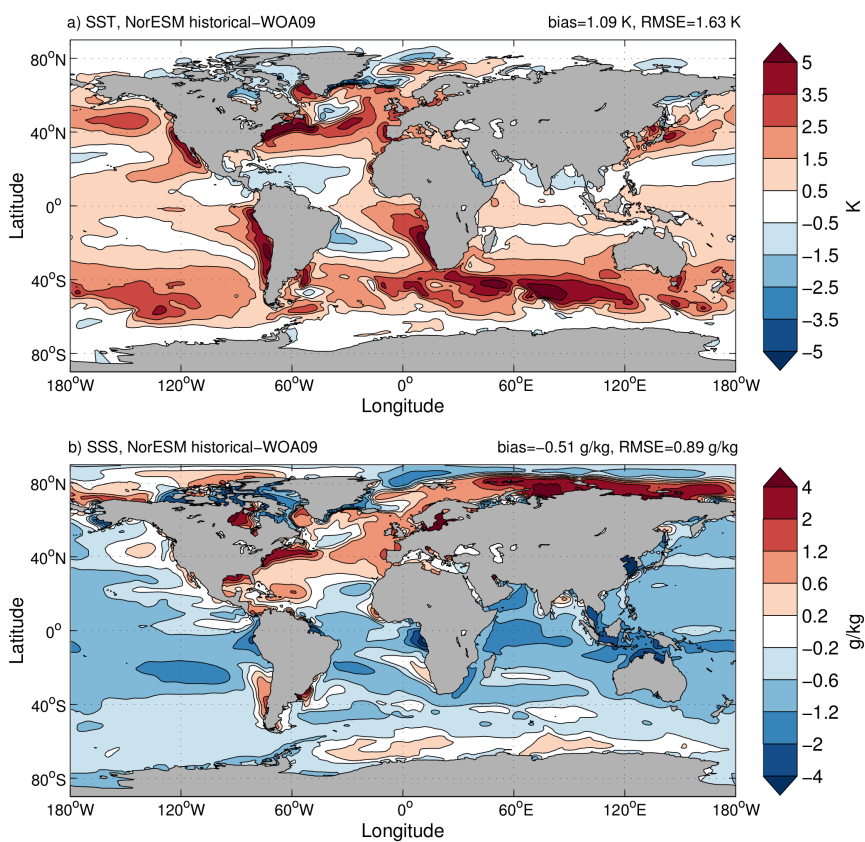 a) SST, NorESM historical−WOA09 bias=1.09 K, RMSE=1.63 K
80°N
40°N
0°
40°S
80°S
Latitude
180°W 120°W 60°W 0° 60°E 120°E 180°W
Longitude
5
3.5
2.5
1.5
0.5
−0.5
−1.5
−2.5
−3.5
−5
K
b) SSS, NorESM historical−WOA09 bias=−0.51 g/kg, RMSE=0.89 g/kg
80°N
40°N
0°
40°S
80°S
Latitude
180°W 120°W 60°W 0° 60°E 120°E 180°W
Longitude
4
2
1.2
0.6
0.2
−0.2
−0.6
−1.2
−2
−4
g/kg